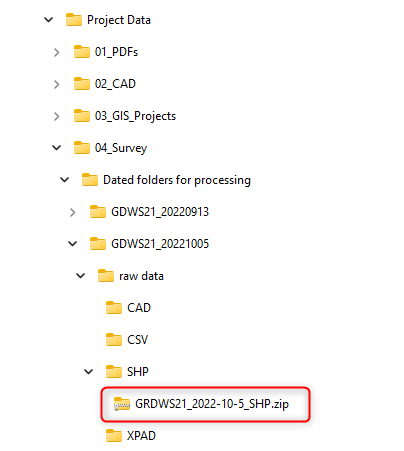 Project Data
01_PDFs
02_CAD
03_GIS_Projects
04_Survey
Dated folders for processing
GDWS21_20220913
GDWS21_20221005
raw data
CAD
CSV
SHP
GRDWS21_2022-10-5_SHP.zip
XPAD